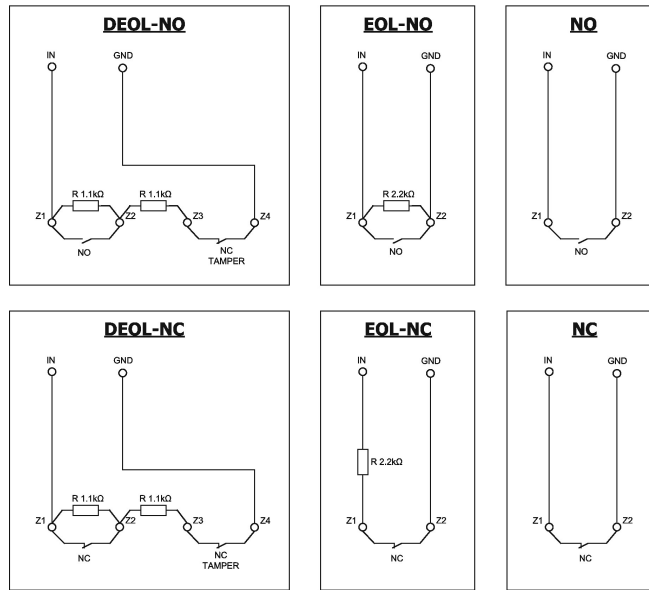 DEOL-NO
IN
GND
R 1.1kΩ
R 1.1kΩ
Z1
Z2
Z3
Z4
NO
NC
TAMPER
EOL-NO
IN
GND
R 2.2kΩ
Z1
Z2
NO
NO
IN
GND
Z1
Z2
NO
DEOL-NC
IN
GND
R 1.1kΩ
R 1.1kΩ
Z1
Z2
Z3
Z4
NC
NC
TAMPER
EOL-NC
IN
GND
R 2.2kΩ
Z1
Z2
NC
NC
IN
GND
Z1
Z2
NC